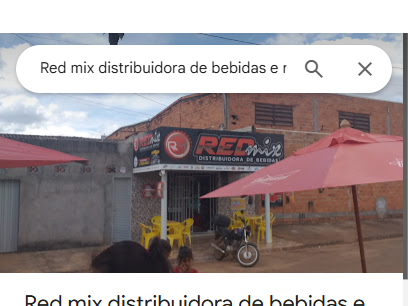 Red mix distribuidora de bebidas e r
RED mix
DISTRIBUIDORA DE BEBIDAS
Red mix distribuidora de bebidas e